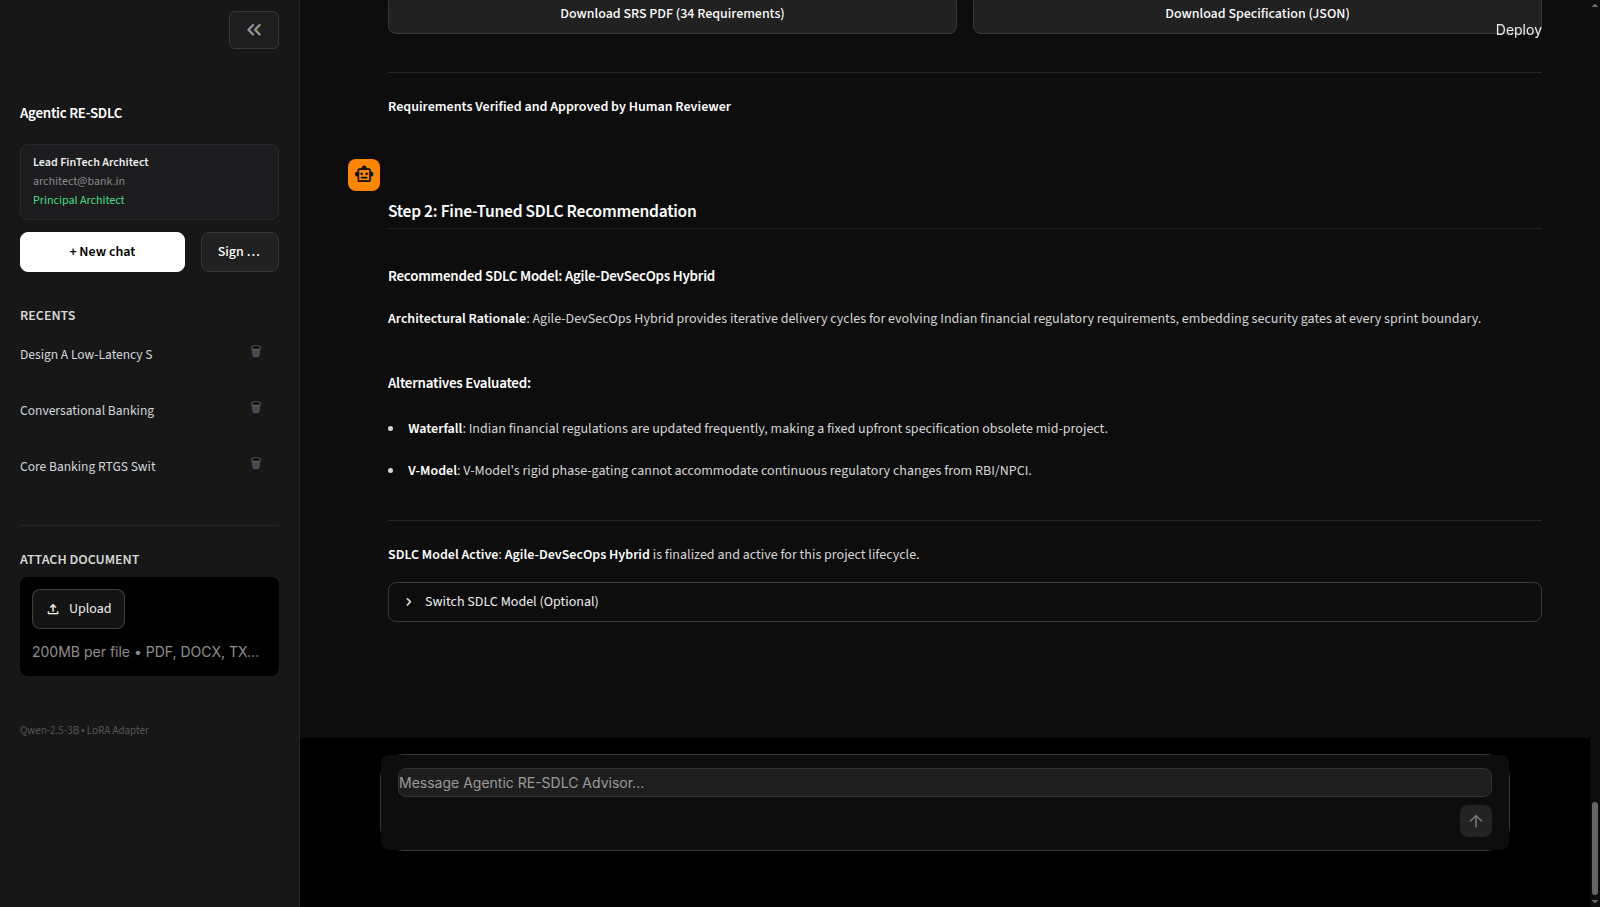 Agentic RE-SDLC
Lead FinTech Architect
architect@bank.in
Principal Architect
+ New chat
Sign ...
RECENTS
Design A Low-Latency S
Conversational Banking
Core Banking RTGS Swit
ATTACH DOCUMENT
Upload
200MB per file • PDF, DOCX, TX...
Qwen-2.5-3B • LoRA Adapter
Download SRS PDF (34 Requirements)
Download Specification (JSON)
Deploy
Requirements Verified and Approved by Human Reviewer
Step 2: Fine-Tuned SDLC Recommendation
Recommended SDLC Model: Agile-DevSecOps Hybrid
Architectural Rationale: Agile-DevSecOps Hybrid provides iterative delivery cycles for evolving Indian financial regulatory requirements, embedding security gates at every sprint boundary.
Alternatives Evaluated:
• Waterfall: Indian financial regulations are updated frequently, making a fixed upfront specification obsolete mid-project.
• V-Model: V-Model's rigid phase-gating cannot accommodate continuous regulatory changes from RBI/NPCI.
SDLC Model Active: Agile-DevSecOps Hybrid is finalized and active for this project lifecycle.
Switch SDLC Model (Optional)
Message Agentic RE-SDLC Advisor...